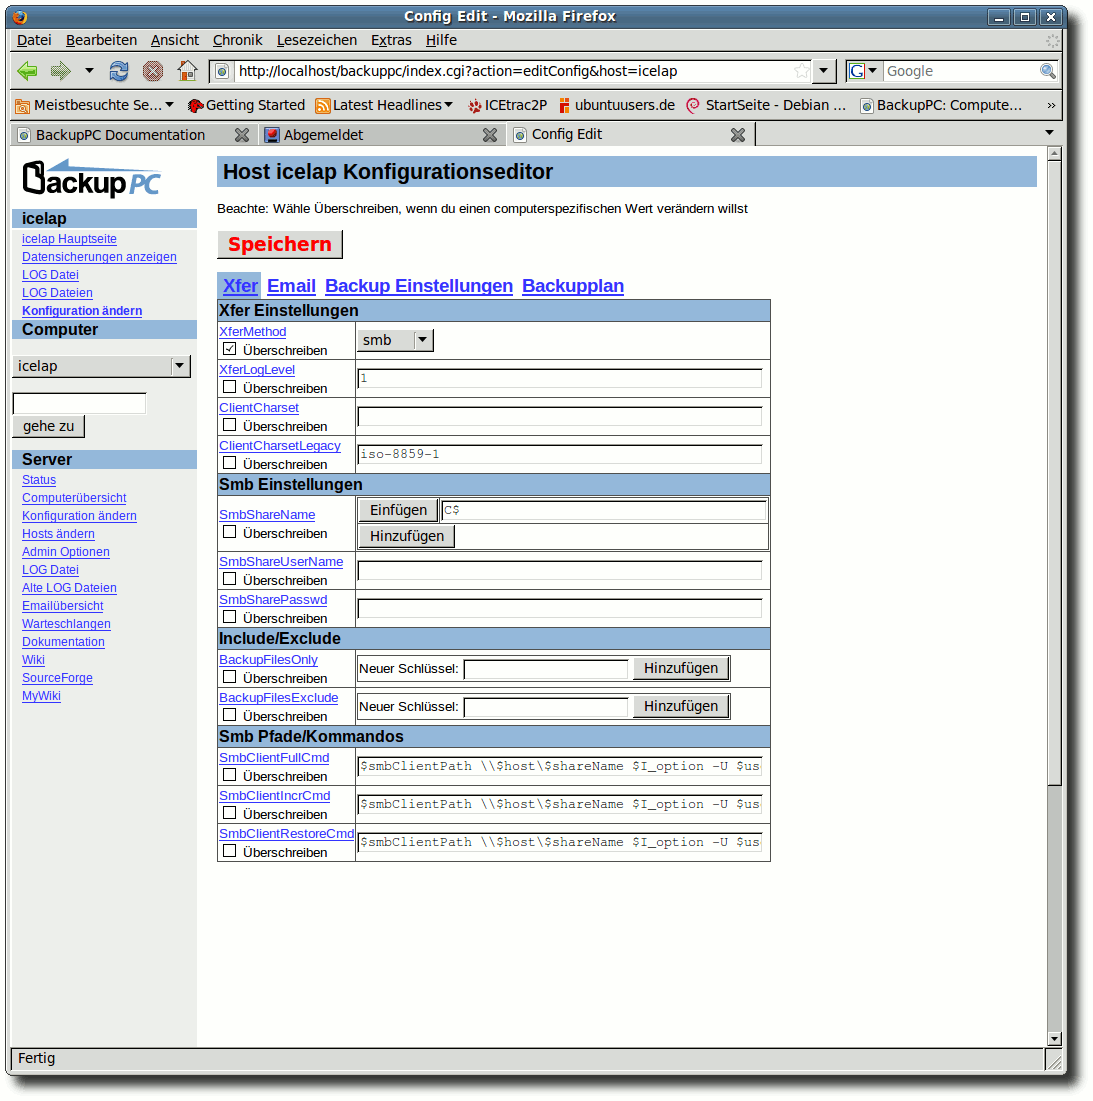 Config Edit - Mozilla Firefox
Datei Bearbeiten Ansicht Chronik Lesezeichen Extras Hilfe
http://localhost/backuppc/index.cgi?action=editConfig&host=icelap
G Google
Meistbesuchte Se... Getting Started Latest Headlines ICEtrac2P ubuntuusers.de StartSeite - Debian ... BackupPC: Compute... »
BackupPC Documentation Abgemeldet Config Edit
BackupPC
icelap
icelap Hauptseite
Datensicherungen anzeigen
LOG Datei
LOG Dateien
Konfiguration ändern
Computer
icelap
gehe zu
Server
Status
Computerübersicht
Konfiguration ändern
Hosts ändern
Admin Optionen
LOG Datei
Alte LOG Dateien
Emailübersicht
Warteschlangen
Dokumentation
Wiki
SourceForge
MyWiki
Host icelap Konfigurationseditor
Beachte: Wähle Überschreiben, wenn du einen computerspezifischen Wert verändern willst
Speichern
Xfer Email Backup Einstellungen Backupplan
Xfer Einstellungen
XferMethod
Überschreiben
smb
XferLogLevel
Überschreiben
1
ClientCharset
Überschreiben
ClientCharsetLegacy
Überschreiben
iso-8859-1
Smb Einstellungen
SmbShareName
Überschreiben
Einfügen C$
Hinzufügen
SmbShareUserName
Überschreiben
SmbSharePasswd
Überschreiben
Include/Exclude
BackupFilesOnly
Überschreiben
Neuer Schlüssel: Hinzufügen
BackupFilesExclude
Überschreiben
Neuer Schlüssel: Hinzufügen
Smb Pfade/Kommandos
SmbClientFullCmd
Überschreiben
$smbClientPath \\$host\$shareName $I_option -U $us
SmbClientIncrCmd
Überschreiben
$smbClientPath \\$host\$shareName $I_option -U $us
SmbClientRestoreCmd
Überschreiben
$smbClientPath \\$host\$shareName $I_option -U $us
Fertig